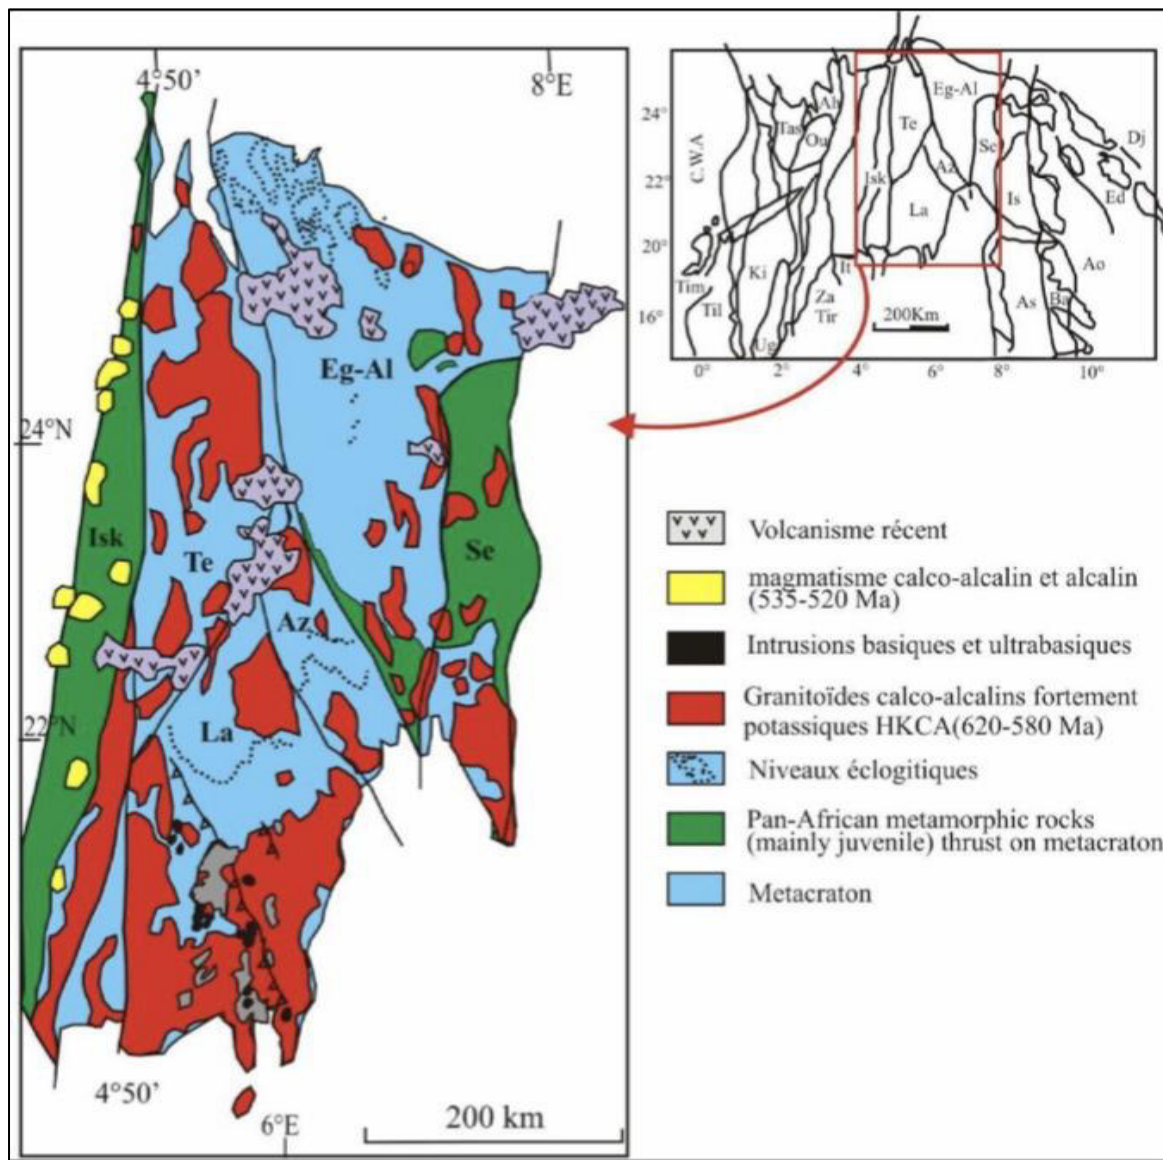 4°50’
8°E
24°N
22°N
Eg-Al
Isk
Te
Se
Az
La
4°50’
6°E
200 km
24°
22°
20°
16°
C.W.A
Tas
Ah
Ou
Isk
Te
Eg-Al
Az
Se
La
Is
Dj
Ed
Ao
As
Ba
Tim
Til
Ki
Ug
Za
Tir
It
200Km
0°
2°
4°
6°
8°
10°
Volcanisme récent
magmatisme calco-alcalin et alcalin
(535-520 Ma)
Intrusions basiques et ultrabasiques
Granitoïdes calco-alcalins fortement
potassiques HKCA(620-580 Ma)
Niveaux éclogitiques
Pan-African metamorphic rocks
(mainly juvenile) thrust on metacraton
Metacraton